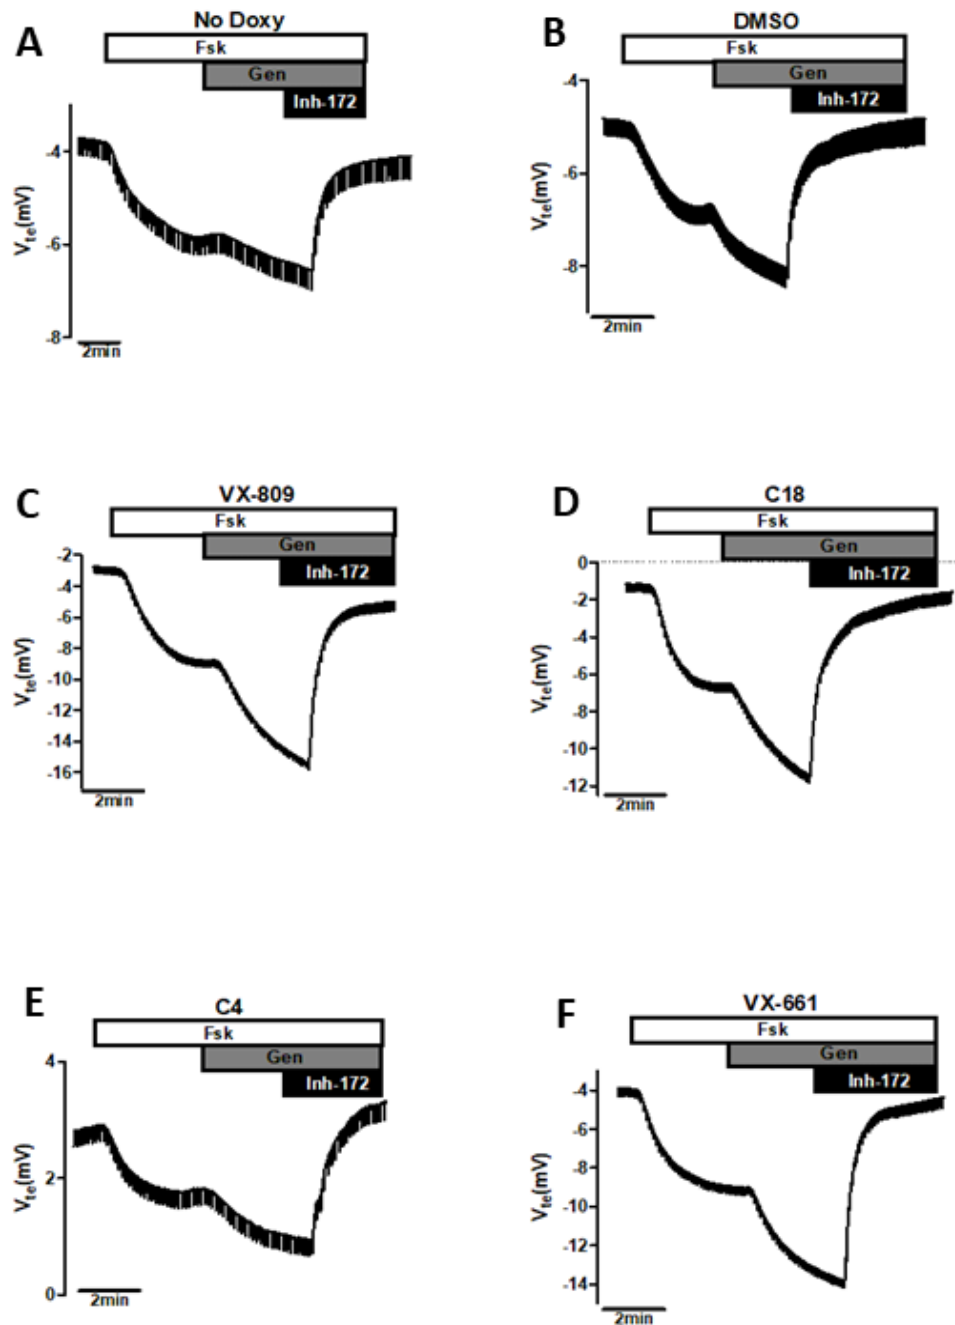 A
No Doxy
Fsk
Gen
Inh-172
Vte(mV)
-4
-6
-8
2min
B
DMSO
Fsk
Gen
Inh-172
Vte(mV)
-4
-6
-8
2min
C
VX-809
Fsk
Gen
Inh-172
Vte(mV)
-2
-4
-6
-8
-10
-12
-14
-16
2min
D
C18
Fsk
Gen
Inh-172
Vte(mV)
0
-2
-4
-6
-8
-10
-12
2min
E
C4
Fsk
Gen
Inh-172
Vte(mV)
4
2
0
2min
F
VX-661
Fsk
Gen
Inh-172
Vte(mV)
-4
-6
-8
-10
-12
-14
2min